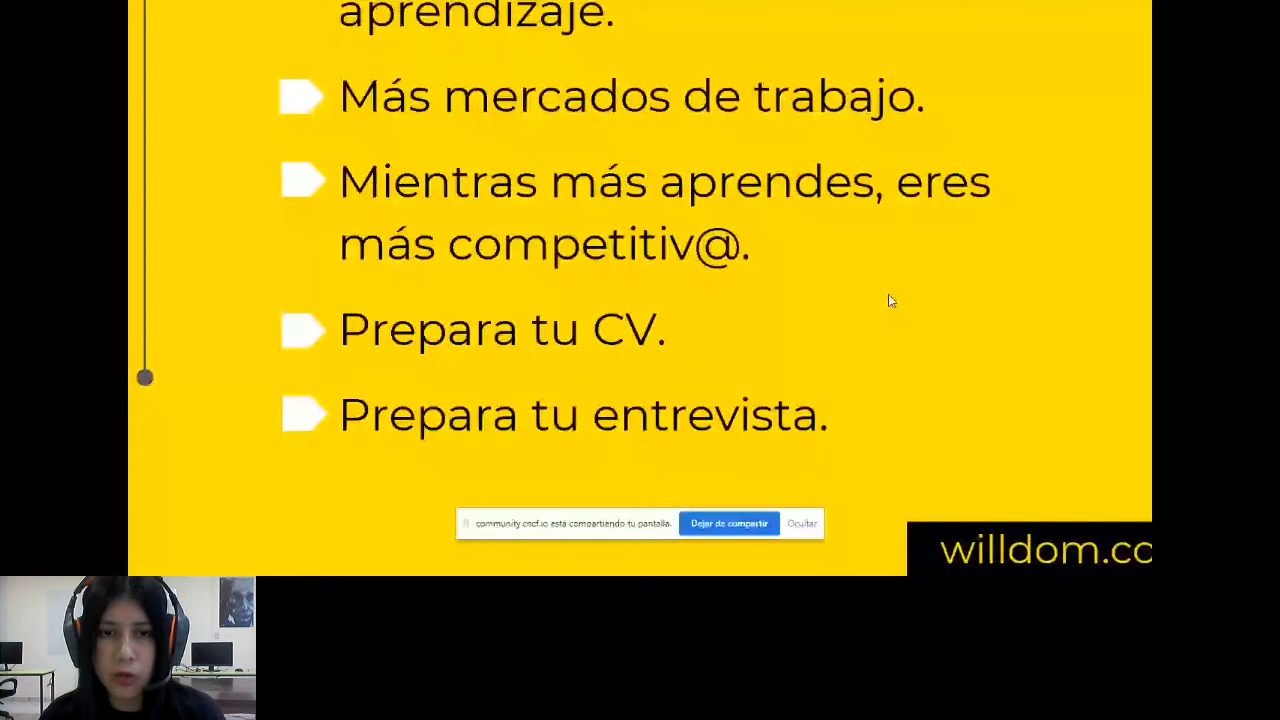 aprendizaje.
Más mercados de trabajo.
Mientras más aprendes, eres
más competitiv@.
Prepara tu CV.
Prepara tu entrevista.
community.cncf.io está compartiendo tu pantalla. Dejar de compartir Ocultar
willdom.co